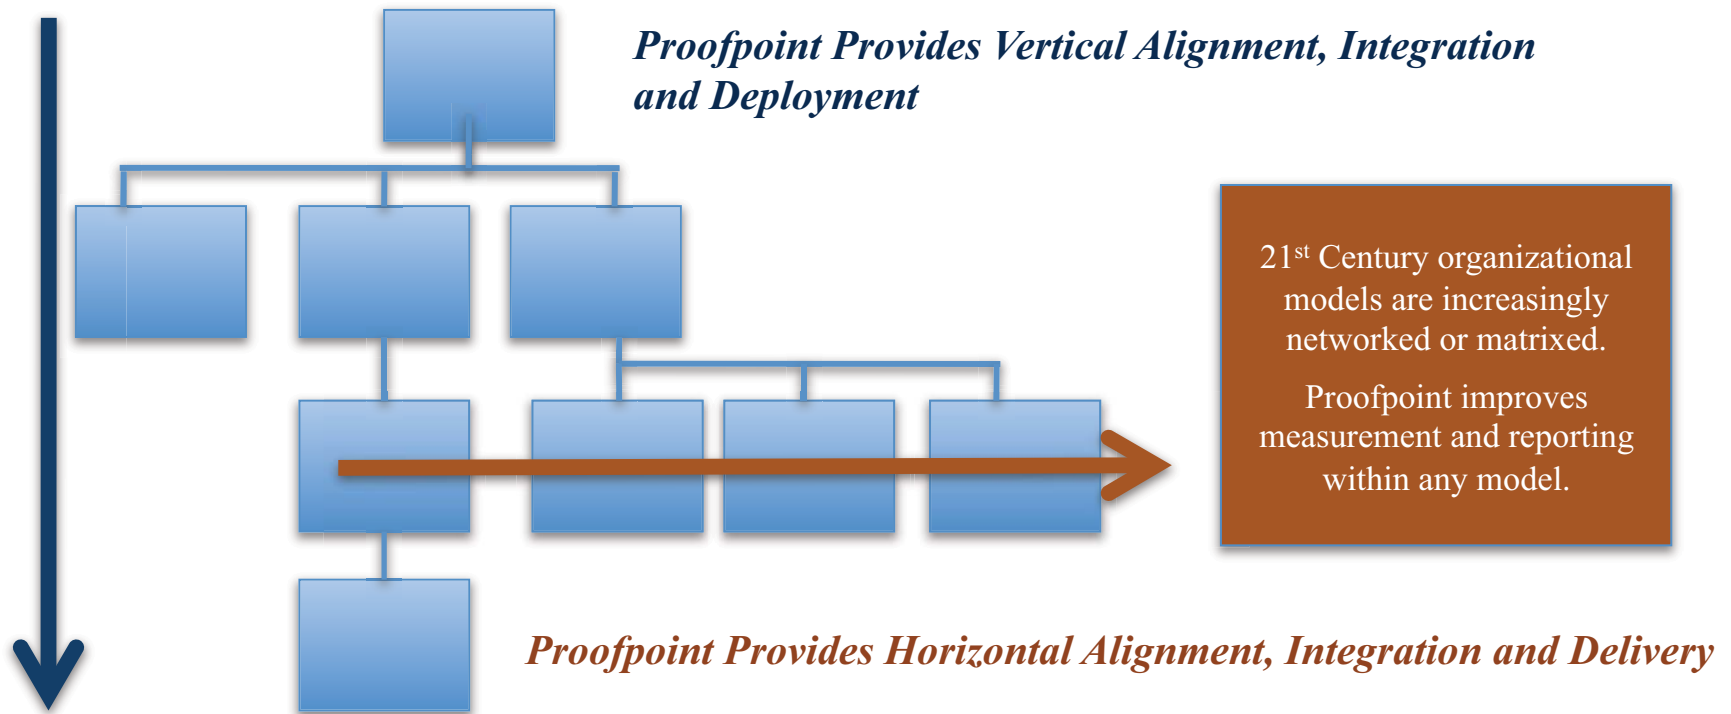 Proofpoint Provides Vertical Alignment, Integration
and Deployment
21st Century organizational
models are increasingly
networked or matrixed.
Proofpoint improves
measurement and reporting
within any model.
Proofpoint Provides Horizontal Alignment, Integration and Delivery